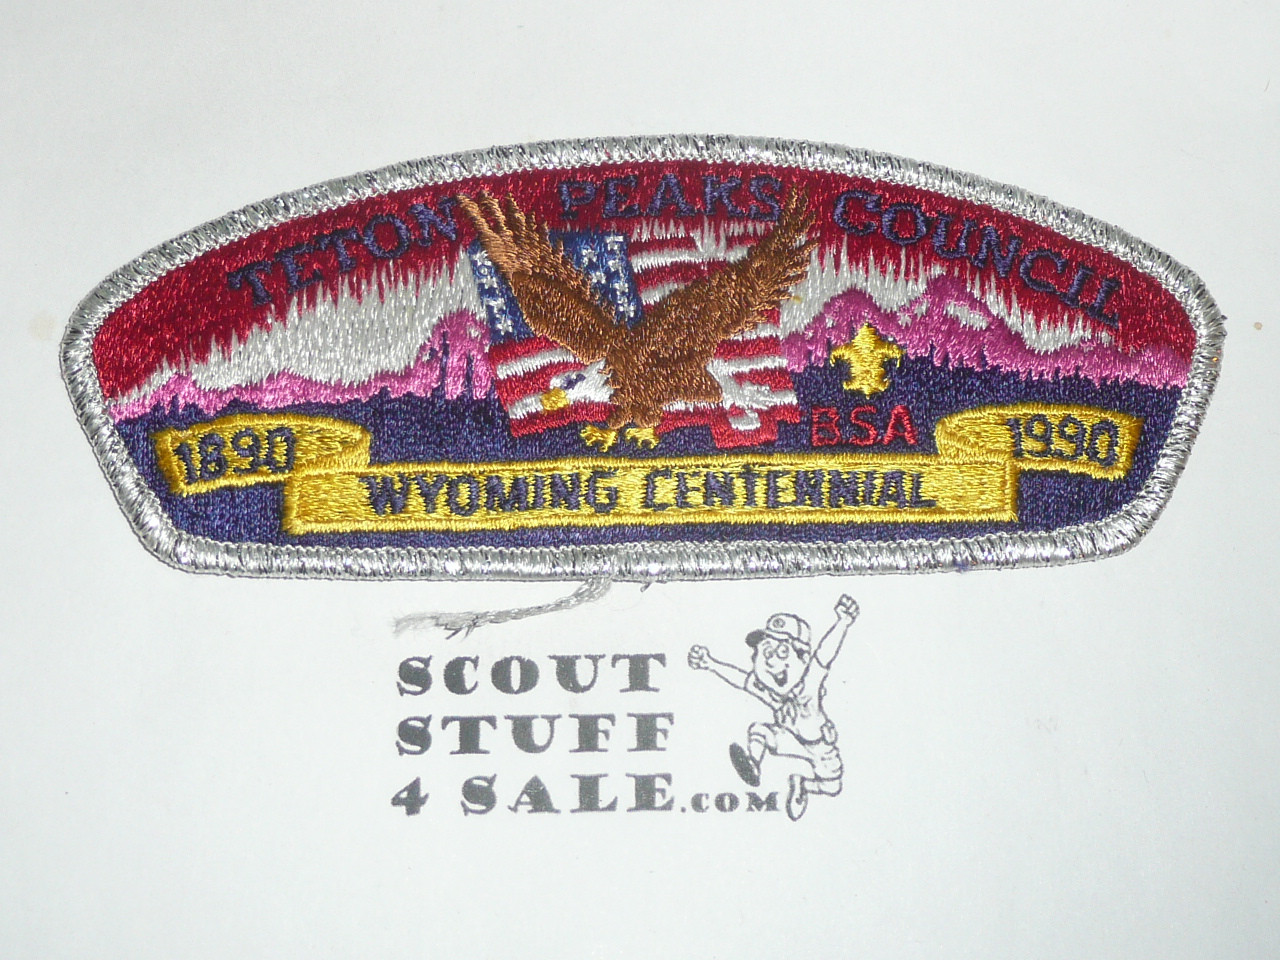 TETON PEAKS COUNCIL
BSA
1890 1990
WYOMING CENTENNIAL
SCOUT
STUFF
4 SALE.COM